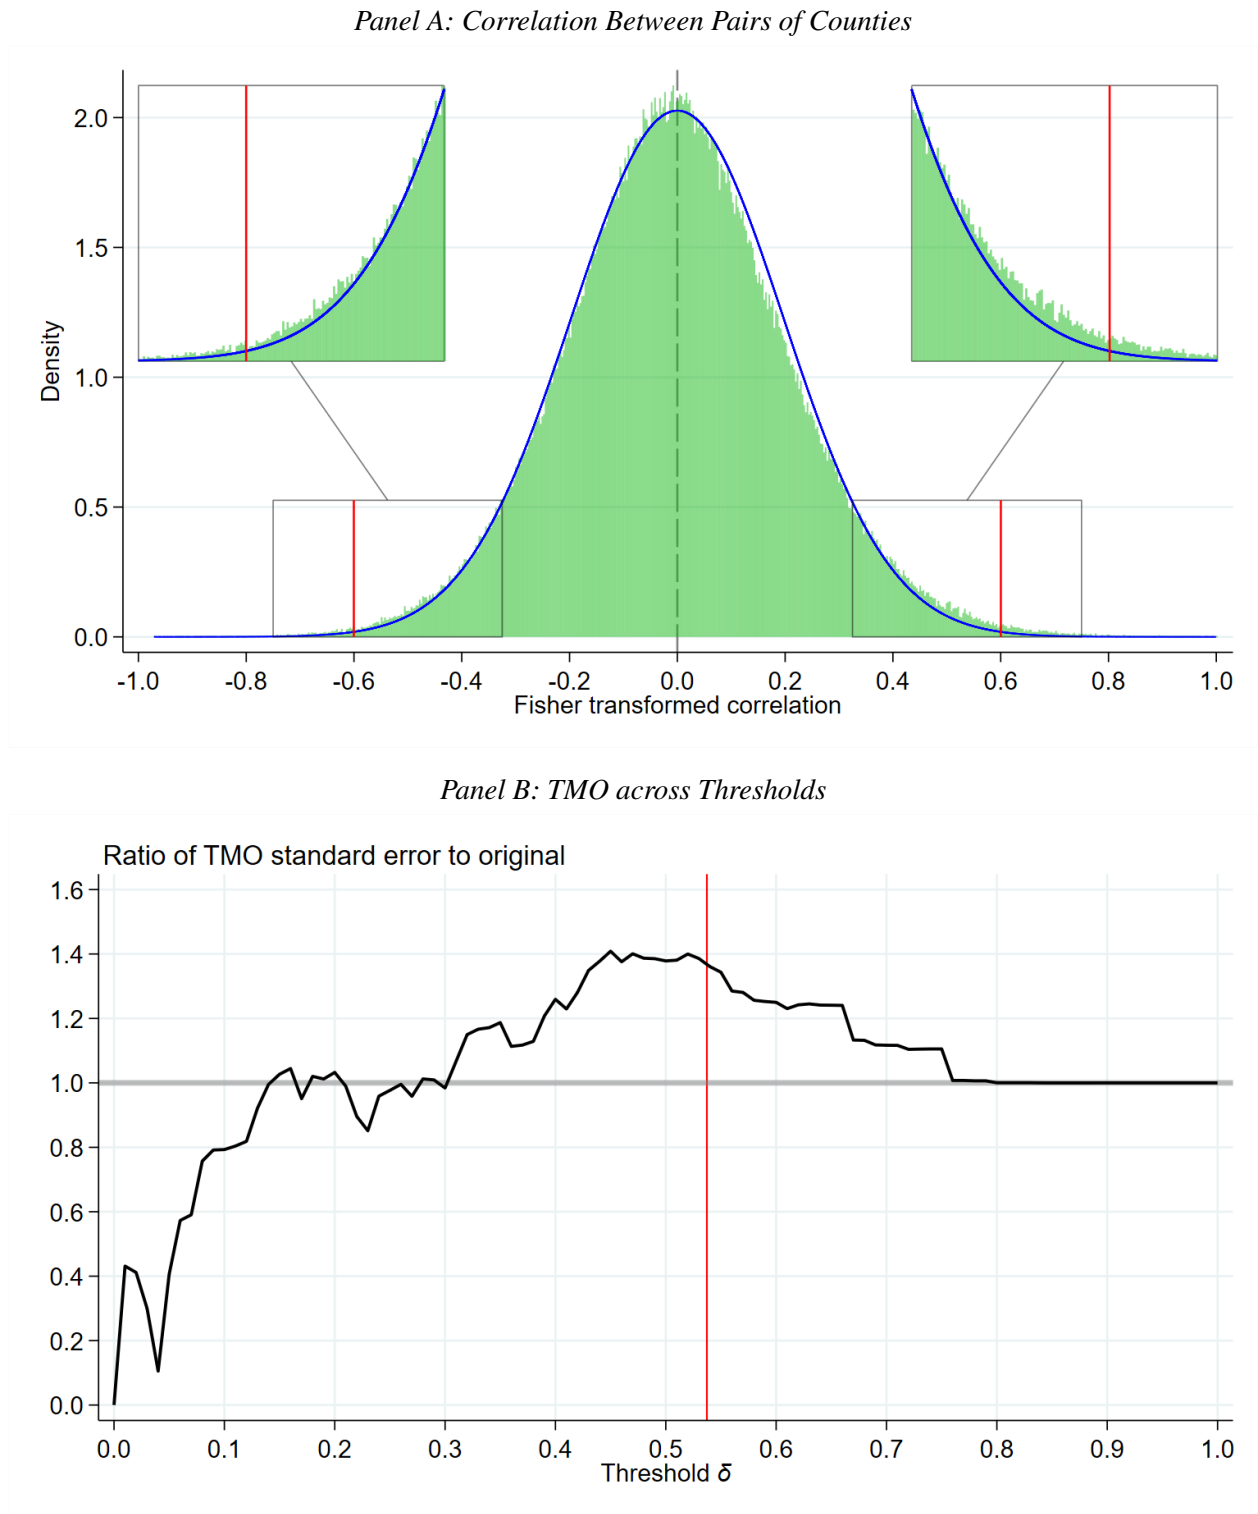 Panel A: Correlation Between Pairs of Counties
Density
2.0
1.5
1.0
0.5
0.0
-1.0 -0.8 -0.6 -0.4 -0.2 0.0 0.2 0.4 0.6 0.8 1.0
Fisher transformed correlation
Panel B: TMO across Thresholds
Ratio of TMO standard error to original
1.6
1.4
1.2
1.0
0.8
0.6
0.4
0.2
0.0
0.0 0.1 0.2 0.3 0.4 0.5 0.6 0.7 0.8 0.9 1.0
Threshold δ